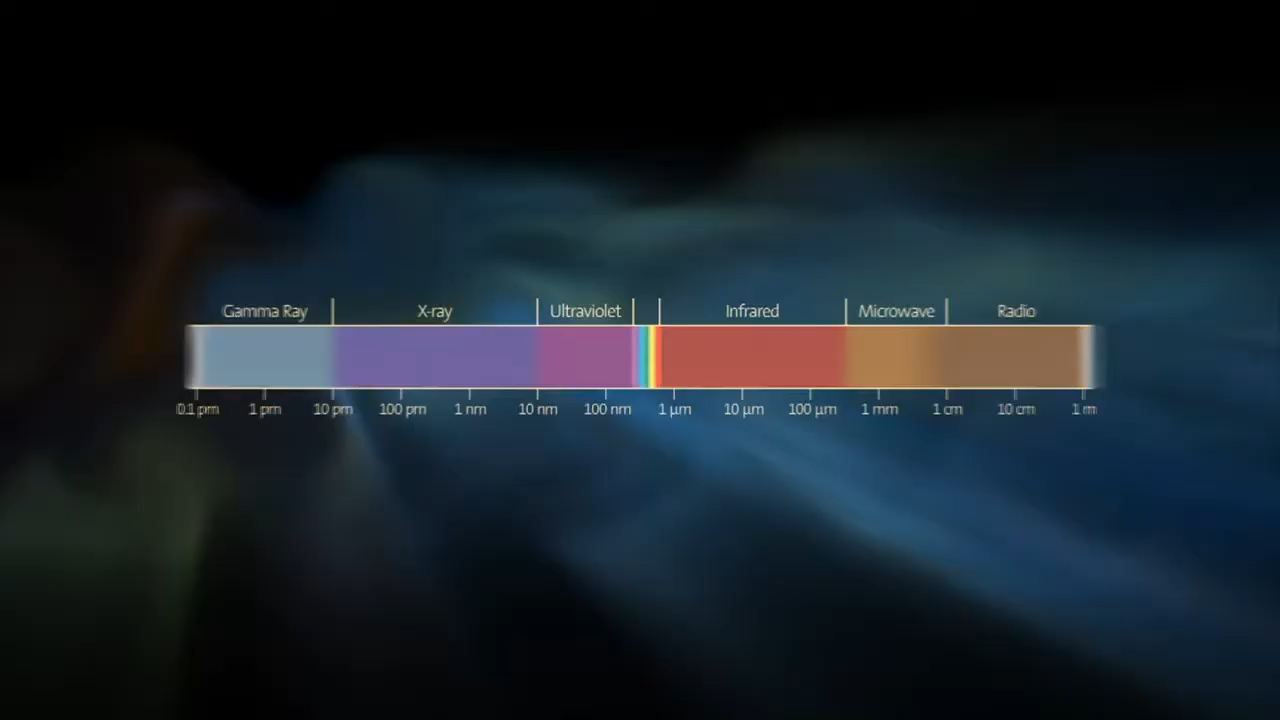 Gamma Ray X-ray Ultraviolet Infrared Microwave Radio
0.1 pm 1 pm 10 pm 100 pm 1 nm 10 nm 100 nm 1 µm 10 µm 100 µm 1 mm 1 cm 10 cm 1 m